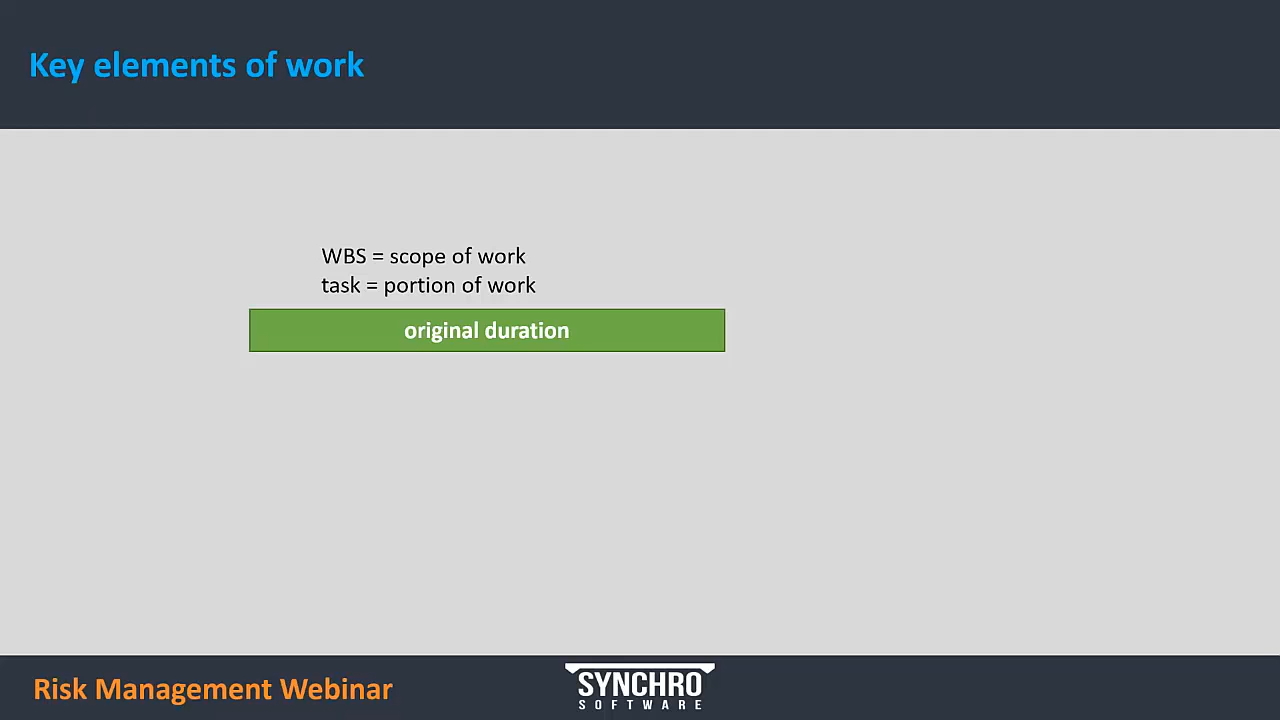 Key elements of work
WBS = scope of work
task = portion of work
original duration
Risk Management Webinar
SYNCHRO
SOFTWARE